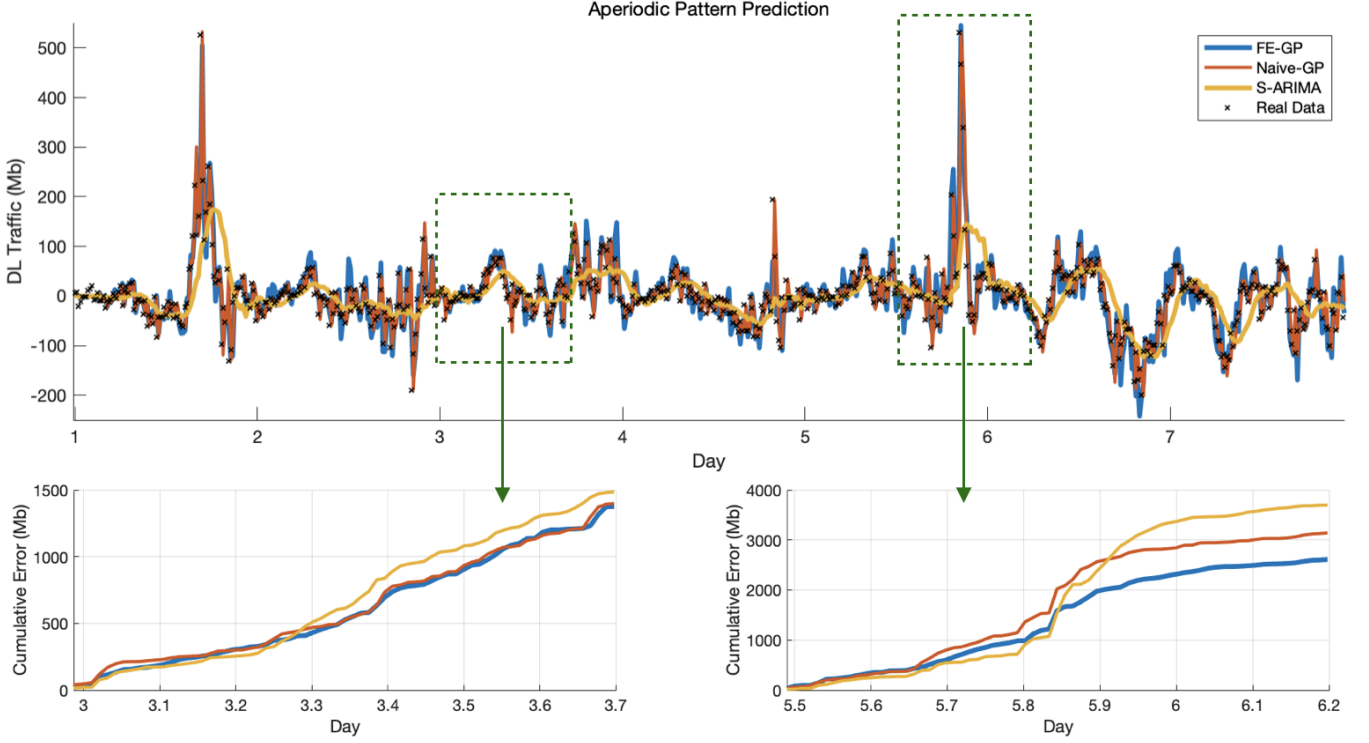 Aperiodic Pattern Prediction
DL Traffic (Mb)
500
400
300
200
100
0
-100
-200
FE-GP
Naive-GP
S-ARIMA
Real Data
1 2 3 4 5 6 7
Day
Cumulative Error (Mb)
1500
1000
500
0
3 3.1 3.2 3.3 3.4 3.5 3.6 3.7
Day
Cumulative Error (Mb)
4000
3000
2000
1000
0
5.5 5.6 5.7 5.8 5.9 6 6.1 6.2
Day